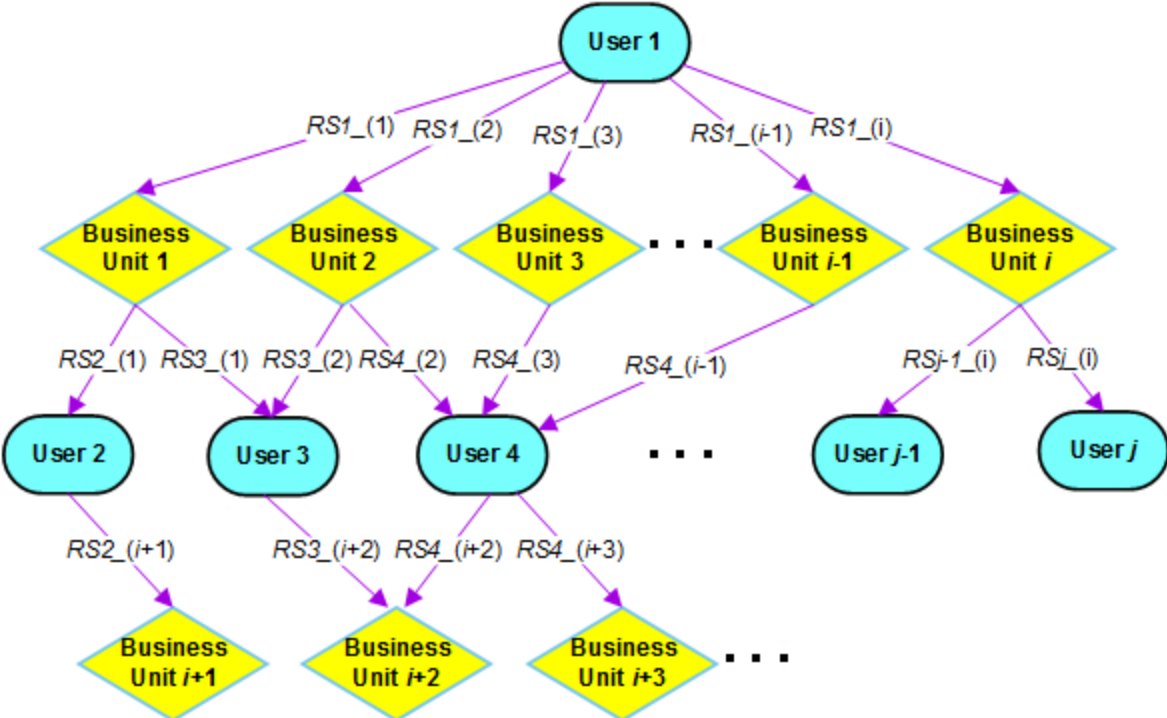 User 1
RS1_(1)
RS1_(2)
RS1_(3)
RS1_(i-1)
RS1_(i)
Business
Unit 1
Business
Unit 2
Business
Unit 3
. . .
Business
Unit i-1
Business
Unit i
RS2_(1)
RS3_(1)
RS3_(2)
RS4_(2)
RS4_(3)
RS4_(i-1)
RSj-1_(i)
RSj_(i)
User 2
User 3
User 4
. . .
User j-1
User j
RS2_(i+1)
RS3_(i+2)
RS4_(i+2)
RS4_(i+3)
Business
Unit i+1
Business
Unit i+2
Business
Unit i+3
. . .